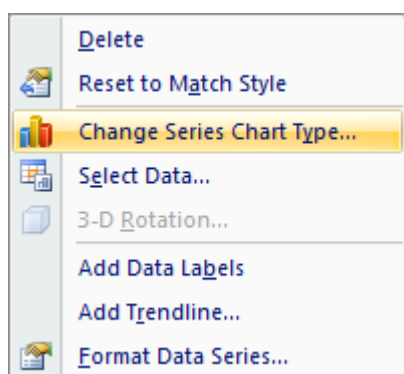 Delete
Reset to Match Style
Change Series Chart Type...
Select Data...
3-D Rotation...
Add Data Labels
Add Trendline...
Format Data Series...